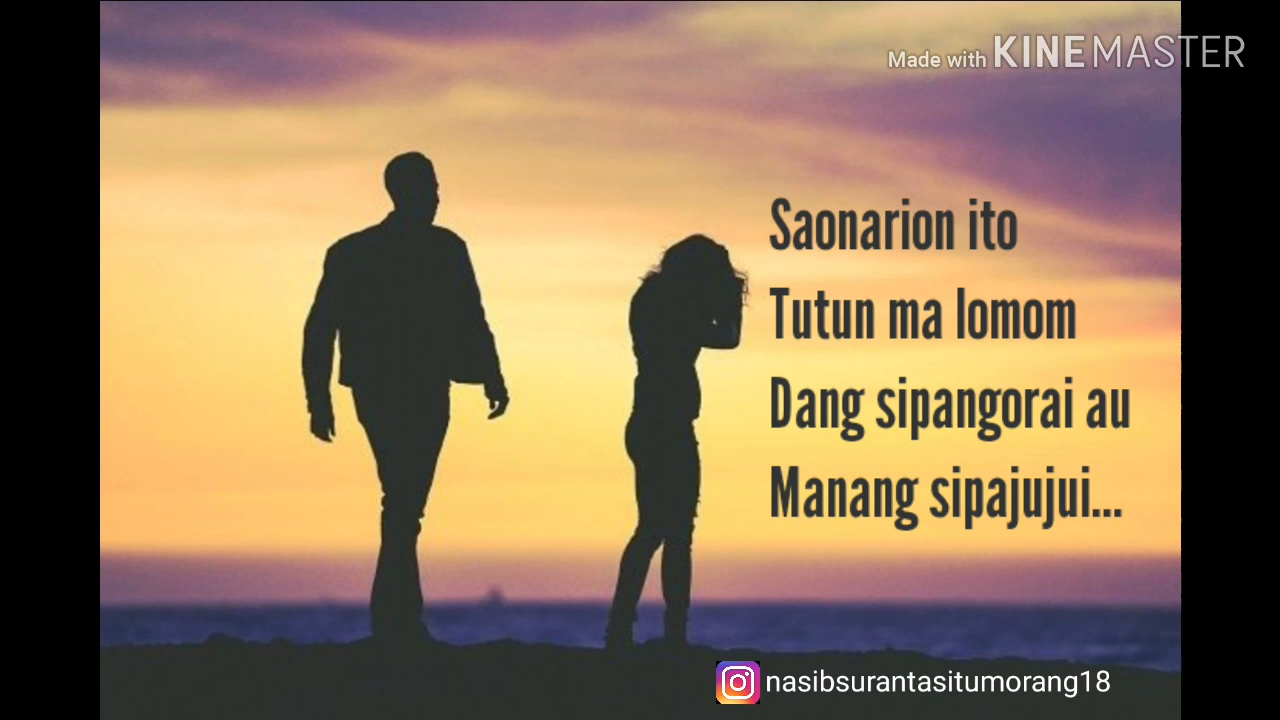 Made with KINEMASTER
Saonarion ito
Tutun ma lomom
Dang sipangorai au
Manang sipajujui...
nasibsurantasitumorang18